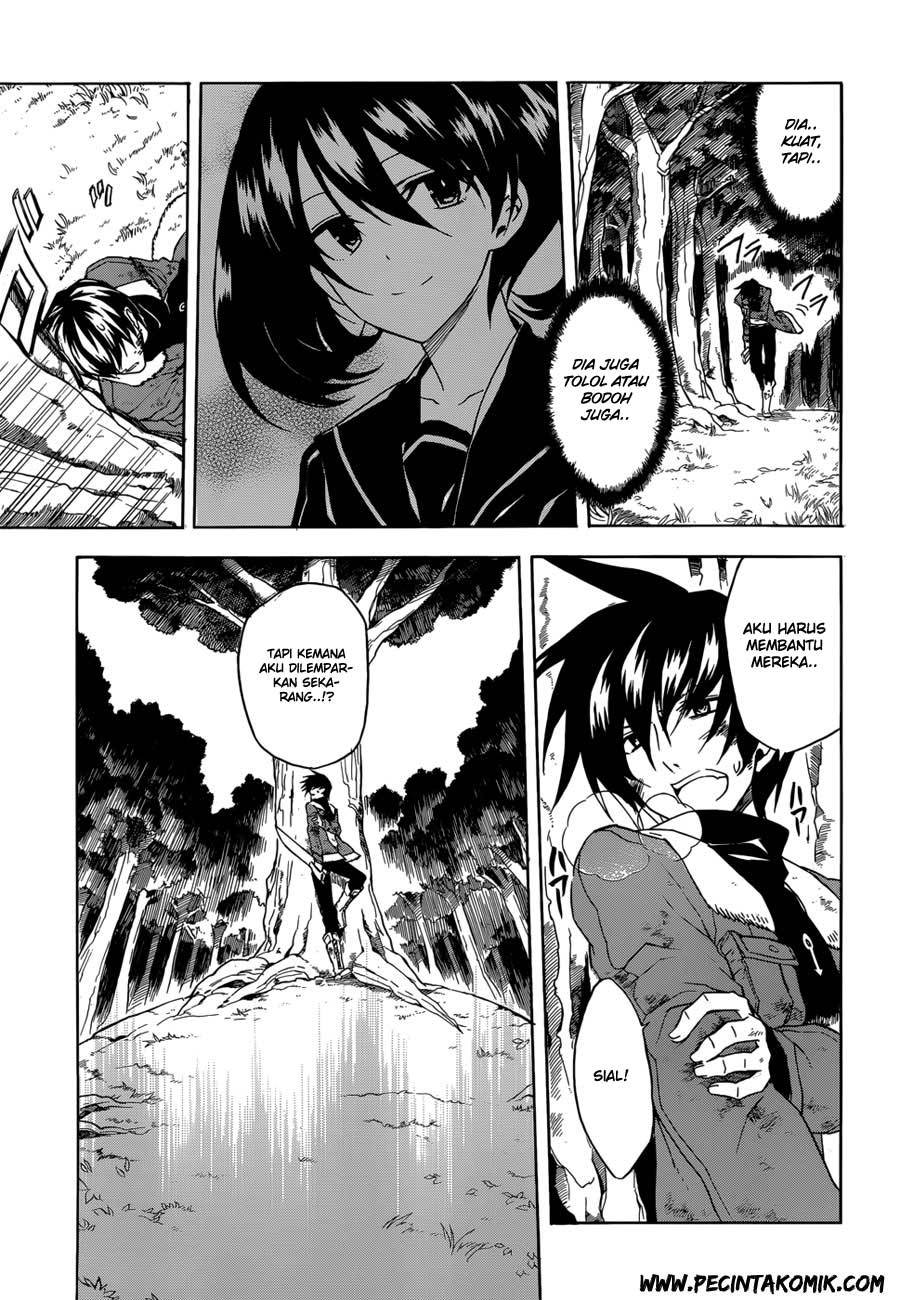 DIA..
KUAT,
TAPI..
DIA JUGA
TOLOL ATAU
BODOH
JUGA..
AKU HARUS
MEMBANTU
MEREKA..
SIAL!
TAPI KEMANA
AKU DILEMPAR-
KAN SEKA-
RANG..!?
WWW.PECINTAKOMIK.COM